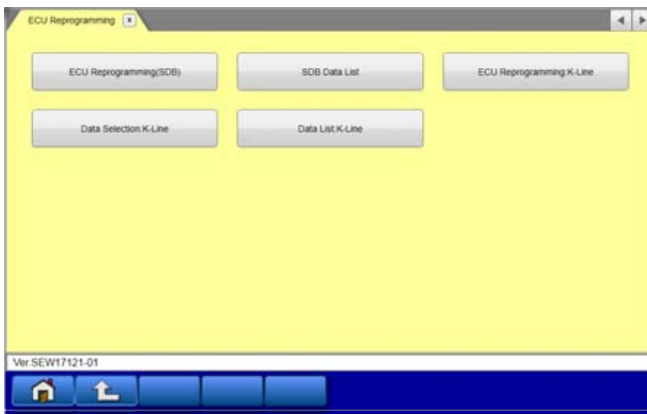 ECU Reprogramming
ECU Reprogramming(SDB)
SDB Data List
ECU Reprogramming:K-Line
Data Selection:K-Line
Data List:K-Line
Ver.SEW17121-01